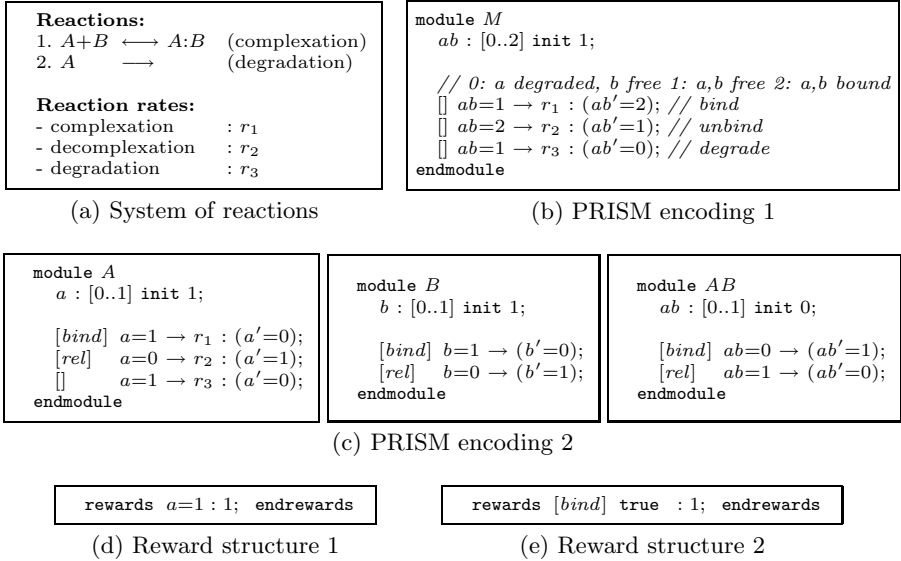 Reactions:
1. A+B ⟷ A:B (complexation)
2. A ⟶ (degradation)
Reaction rates:
- complexation : r₁
- decomplexation : r₂
- degradation : r₃
(a) System of reactions
module M
ab : [0..2] init 1;
// 0: a degraded, b free 1: a,b free 2: a,b bound
[] ab=1 → r₁ : (ab′=2); // bind
[] ab=2 → r₂ : (ab′=1); // unbind
[] ab=1 → r₃ : (ab′=0); // degrade
endmodule
(b) PRISM encoding 1
module A
a : [0..1] init 1;
[bind] a=1 → r₁ : (a′=0);
[rel] a=0 → r₂ : (a′=1);
[] a=1 → r₃ : (a′=0);
endmodule
module B
b : [0..1] init 1;
[bind] b=1 → (b′=0);
[rel] b=0 → (b′=1);
endmodule
module AB
ab : [0..1] init 0;
[bind] ab=0 → (ab′=1);
[rel] ab=1 → (ab′=0);
endmodule
(c) PRISM encoding 2
rewards a=1 : 1; endrewards
(d) Reward structure 1
rewards [bind] true : 1; endrewards
(e) Reward structure 2